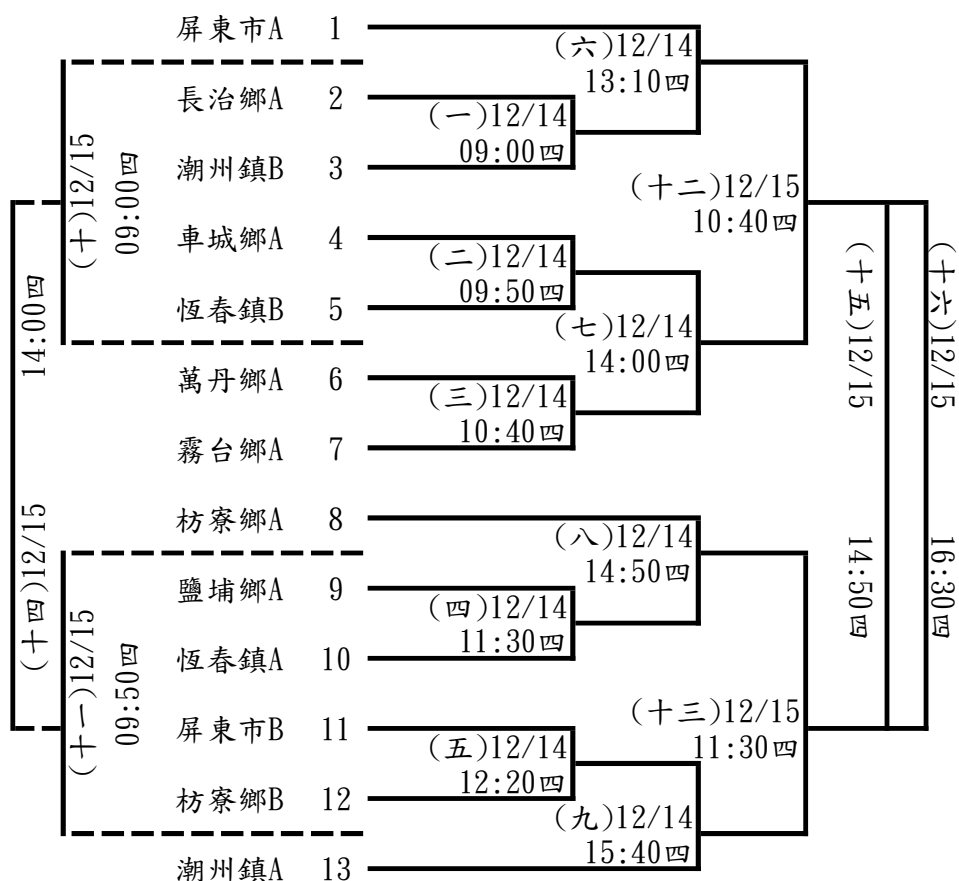 屏東市A 1
(六)12/14
13:10四
長治鄉A 2
(一)12/14
09:00四
潮州鎮B 3
(十)12/15
09:00四
(十二)12/15
10:40四
車城鄉A 4
(二)12/14
09:50四
恆春鎮B 5
(七)12/14
14:00四
萬丹鄉A 6
(三)12/14
10:40四
霧台鄉A 7
(十四)12/15
14:00四
(十五)12/15
14:50四
(十六)12/15
16:30四
枋寮鄉A 8
(八)12/14
14:50四
鹽埔鄉A 9
(四)12/14
11:30四
恆春鎮A 10
(十一)12/15
09:50四
(十三)12/15
11:30四
屏東市B 11
(五)12/14
12:20四
枋寮鄉B 12
(九)12/14
15:40四
潮州鎮A 13